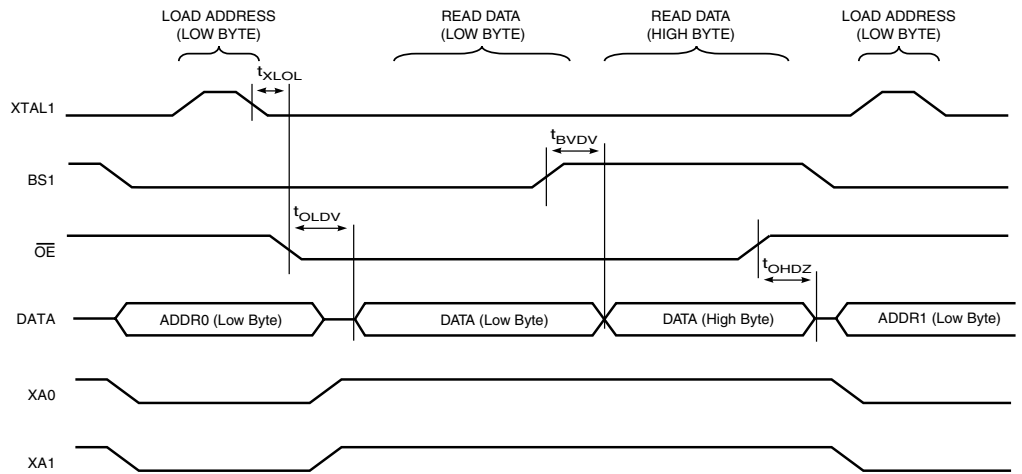 LOAD ADDRESS
(LOW BYTE)
READ DATA
(LOW BYTE)
READ DATA
(HIGH BYTE)
LOAD ADDRESS
(LOW BYTE)
tXLOL
XTAL1
tBVDV
BS1
tOLDV
OE
tOHDZ
DATA
ADDR0 (Low Byte)
DATA (Low Byte)
DATA (High Byte)
ADDR1 (Low Byte)
XA0
XA1